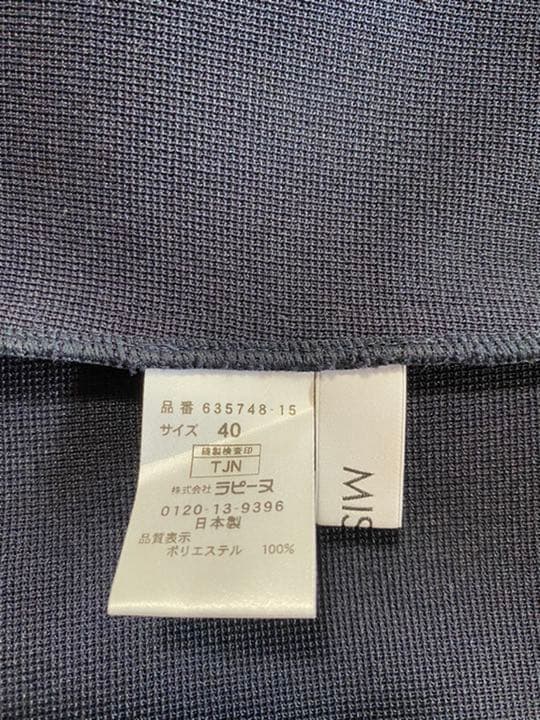 品番 635748-15
サイズ 40
縫製検査印
TJN
株式会社 ラピーヌ
0120-13-9396
日本製
品質表示
ポリエステル 100%
MIS